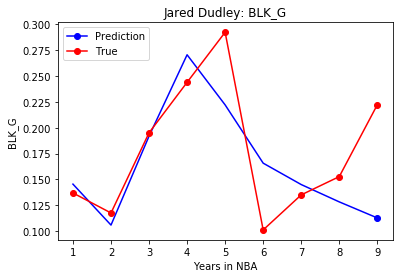 Jared Dudley: BLK_G
Prediction
True
BLK_G
0.300
0.275
0.250
0.225
0.200
0.175
0.150
0.125
0.100
1 2 3 4 5 6 7 8 9
Years in NBA